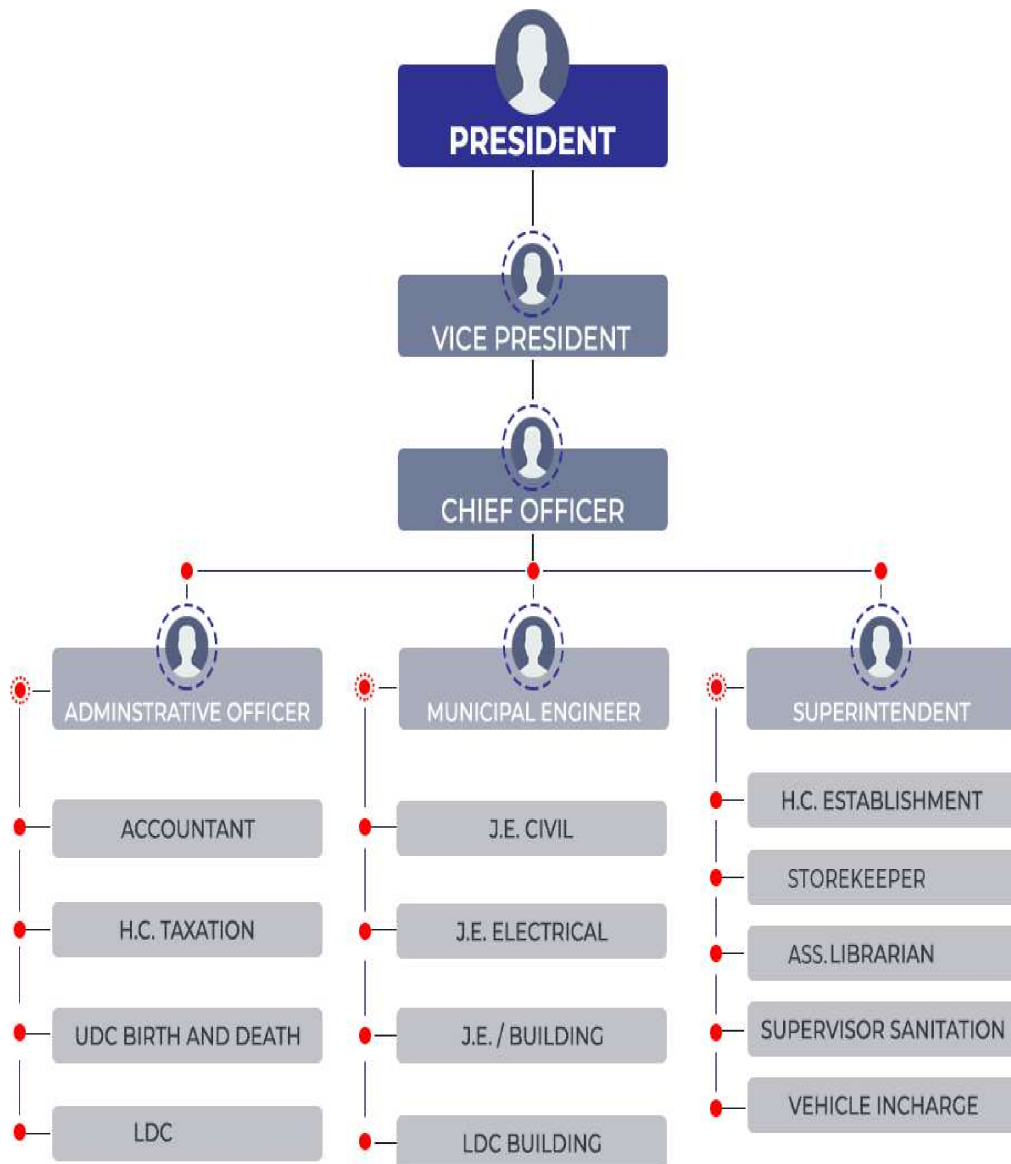 PRESIDENT
VICE PRESIDENT
CHIEF OFFICER
ADMINSTRATIVE OFFICER
ACCOUNTANT
H.C. TAXATION
UDC BIRTH AND DEATH
LDC
MUNICIPAL ENGINEER
J.E. CIVIL
J.E. ELECTRICAL
J.E. / BUILDING
LDC BUILDING
SUPERINTENDENT
H.C. ESTABLISHMENT
STOREKEEPER
ASS. LIBRARIAN
SUPERVISOR SANITATION
VEHICLE INCHARGE